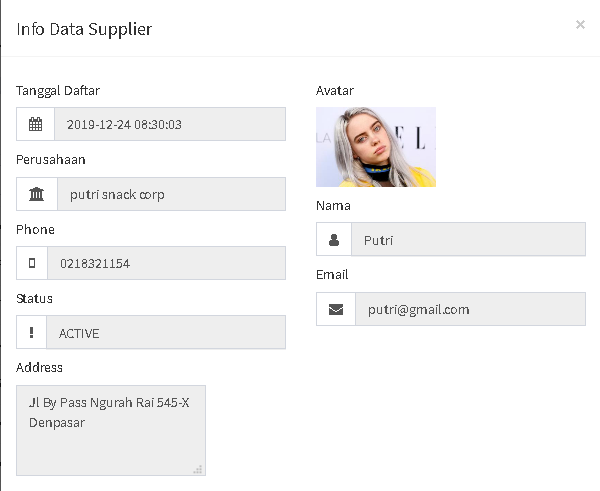 Info Data Supplier
×
Tanggal Daftar
2019-12-24 08:30:03
Perusahaan
putri snack corp
Phone
0218321154
Status
ACTIVE
Address
Jl By Pass Ngurah Rai 545-X
Denpasar
Avatar
LA E L
Nama
Putri
Email
putri@gmail.com